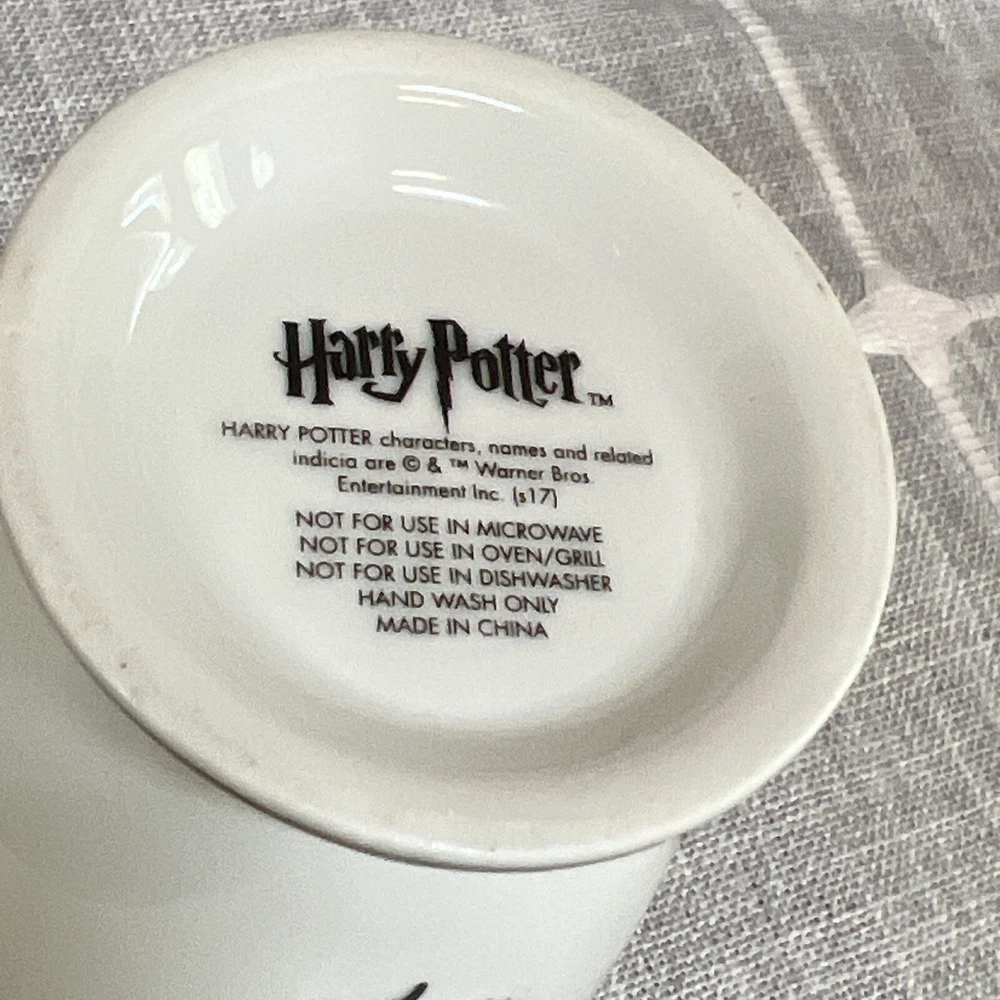 Harry Potter™
HARRY POTTER characters, names and related
indicia are © & ™ Warner Bros.
Entertainment Inc. (s17)
NOT FOR USE IN MICROWAVE
NOT FOR USE IN OVEN/GRILL
NOT FOR USE IN DISHWASHER
HAND WASH ONLY
MADE IN CHINA